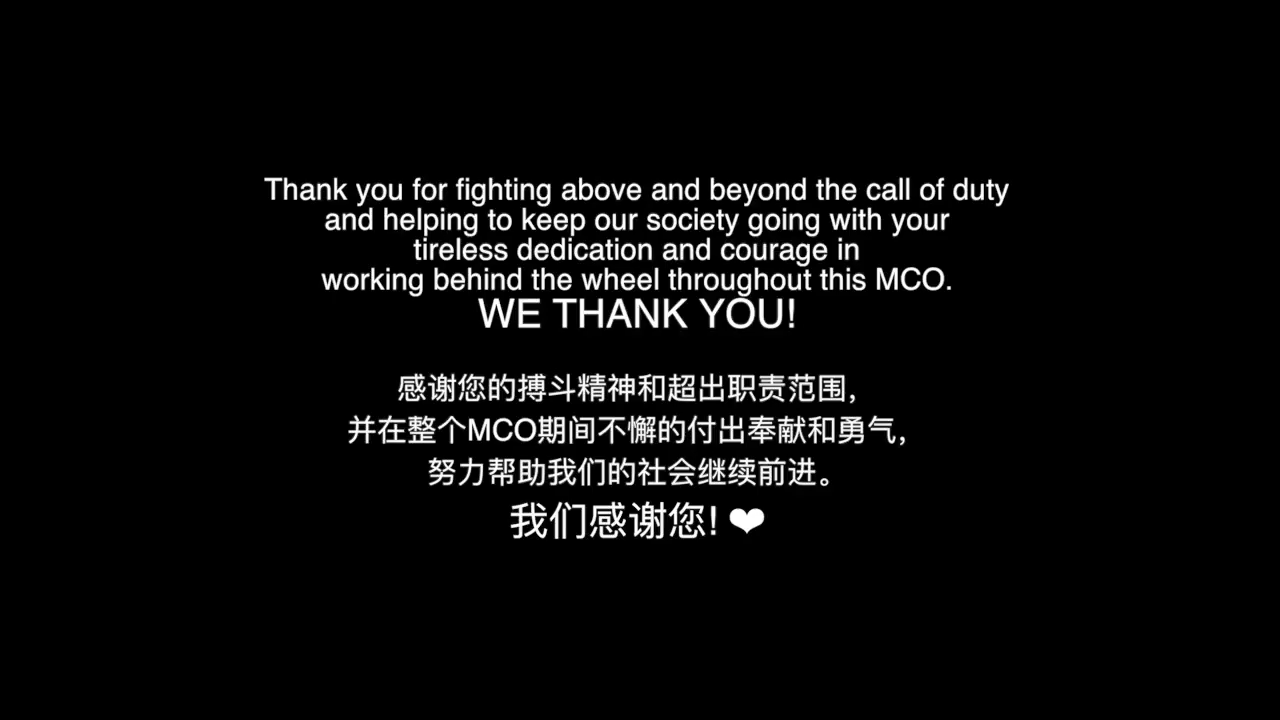 Thank you for fighting above and beyond the call of duty
and helping to keep our society going with your
tireless dedication and courage in
working behind the wheel throughout this MCO.
WE THANK YOU!
感谢您的搏斗精神和超出职责范围，
并在整个MCO期间不懈的付出奉献和勇气，
努力帮助我们的社会继续前进。
我们感谢您! ❤